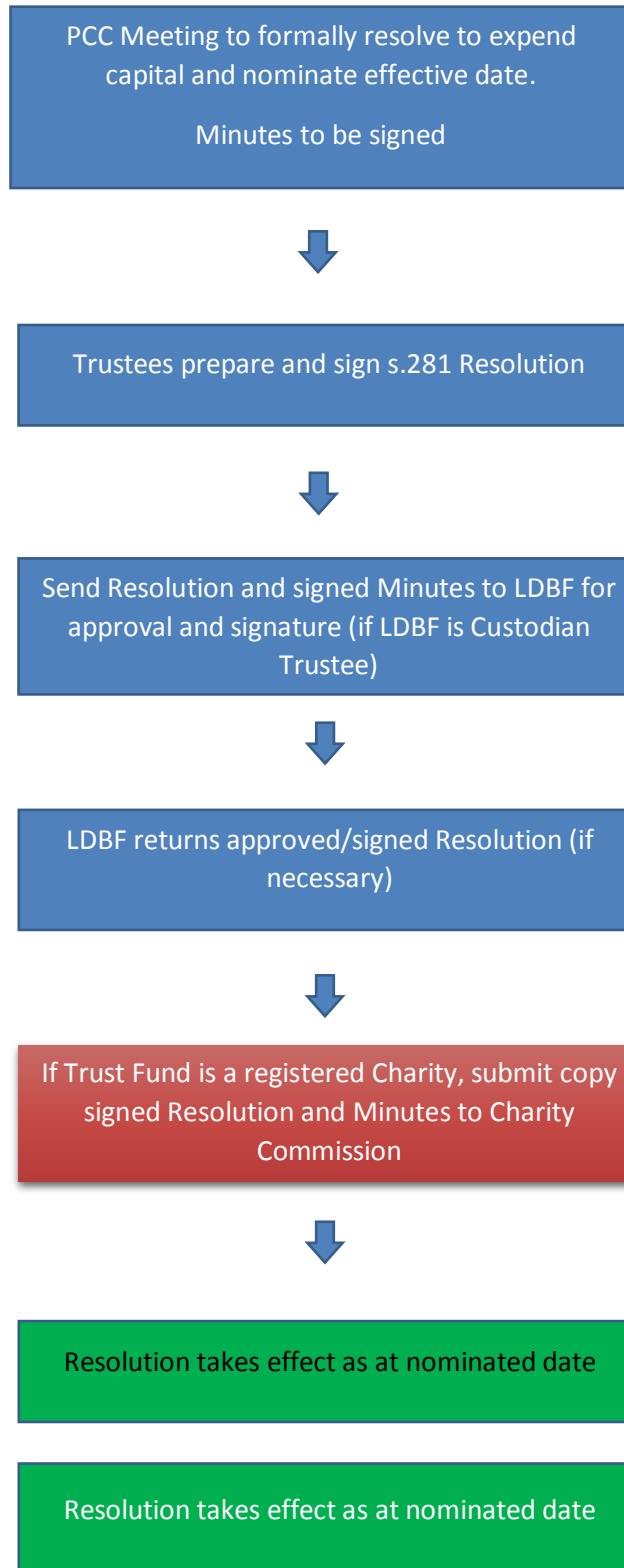 PCC Meeting to formally resolve to expend
capital and nominate effective date.
Minutes to be signed
Trustees prepare and sign s.281 Resolution
Send Resolution and signed Minutes to LDBF for
approval and signature (if LDBF is Custodian
Trustee)
LDBF returns approved/signed Resolution (if
necessary)
If Trust Fund is a registered Charity, submit copy
signed Resolution and Minutes to Charity
Commission
Resolution takes effect as at nominated date
Resolution takes effect as at nominated date